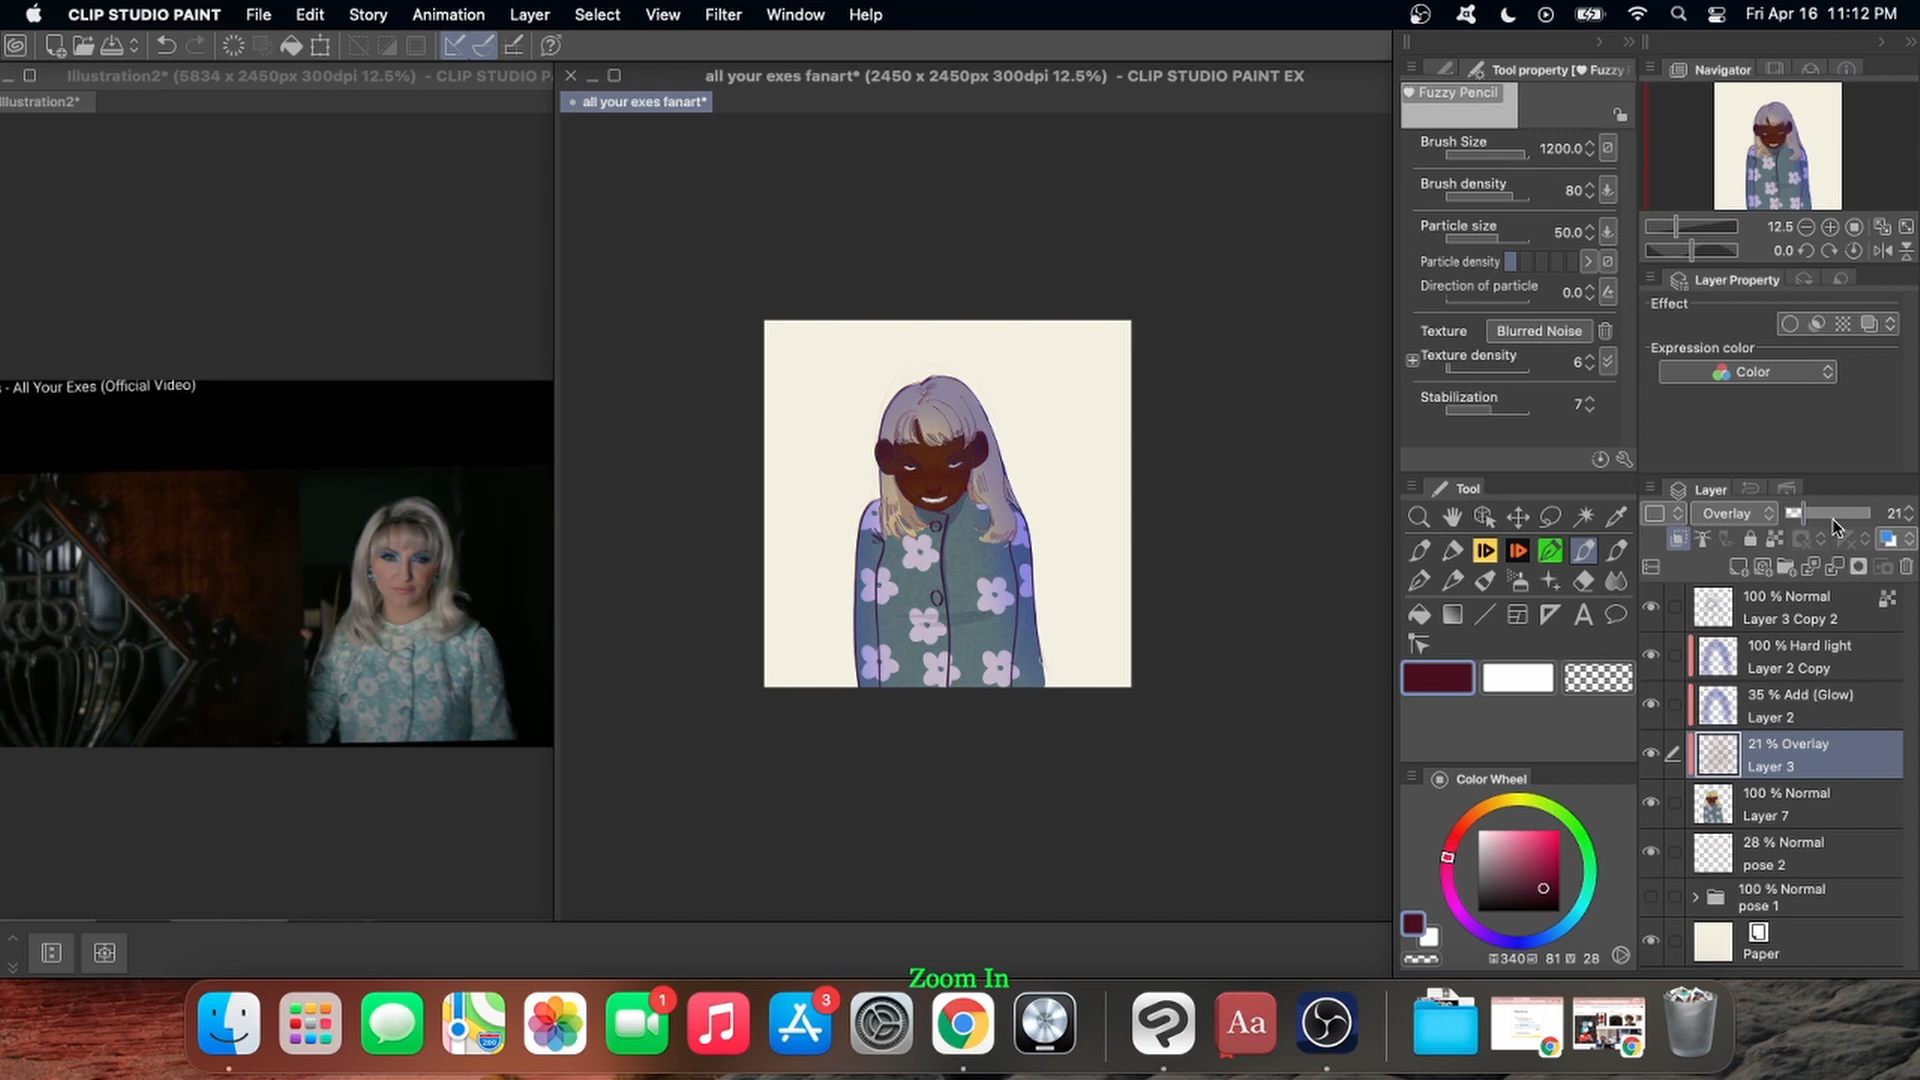 CLIP STUDIO PAINT File Edit Story Animation Layer Select View Filter Window Help Fri Apr 16 11:12 PM
Illustration2* (5834 x 2450px 300dpi 12.5%) - CLIP STUDIO P
all your exes fanart* (2450 x 2450px 300dpi 12.5%) - CLIP STUDIO PAINT EX
llustration2*
all your exes fanart*
s - All Your Exes (Official Video)
Tool property [♥ Fuzzy
Fuzzy Pencil
Brush Size 1200.0
Brush density 80
Particle size 50.0
Particle density
Direction of particle 0.0
Texture Blurred Noise
Texture density 6
Stabilization 7
Tool
Color Wheel
340 81 28
Navigator
12.5
0.0
Layer Property
Effect
Expression color
Color
Layer
Overlay 21
100 % Normal
Layer 3 Copy 2
100 % Hard light
Layer 2 Copy
35 % Add (Glow)
Layer 2
21 % Overlay
Layer 3
100 % Normal
Layer 7
28 % Normal
pose 2
100 % Normal
pose 1
Paper
Zoom In
1
3
280
Aa